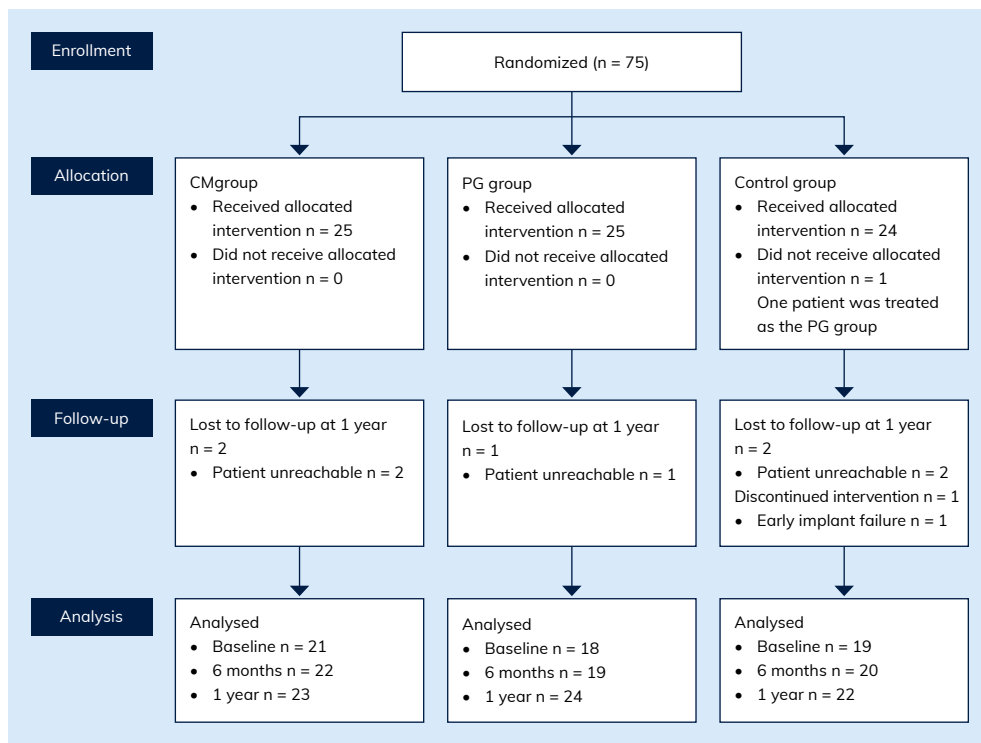 Enrollment
Randomized (n = 75)
Allocation
CMgroup
• Received allocated
intervention n = 25
• Did not receive allocated
intervention n = 0
PG group
• Received allocated
intervention n = 25
• Did not receive allocated
intervention n = 0
Control group
• Received allocated
intervention n = 24
• Did not receive allocated
intervention n = 1
One patient was treated
as the PG group
Follow-up
Lost to follow-up at 1 year
n = 2
• Patient unreachable n = 2
Lost to follow-up at 1 year
n = 1
• Patient unreachable n = 1
Lost to follow-up at 1 year
n = 2
• Patient unreachable n = 2
Discontinued intervention n = 1
• Early implant failure n = 1
Analysis
Analysed
• Baseline n = 21
• 6 months n = 22
• 1 year n = 23
Analysed
• Baseline n = 18
• 6 months n = 19
• 1 year n = 24
Analysed
• Baseline n = 19
• 6 months n = 20
• 1 year n = 22